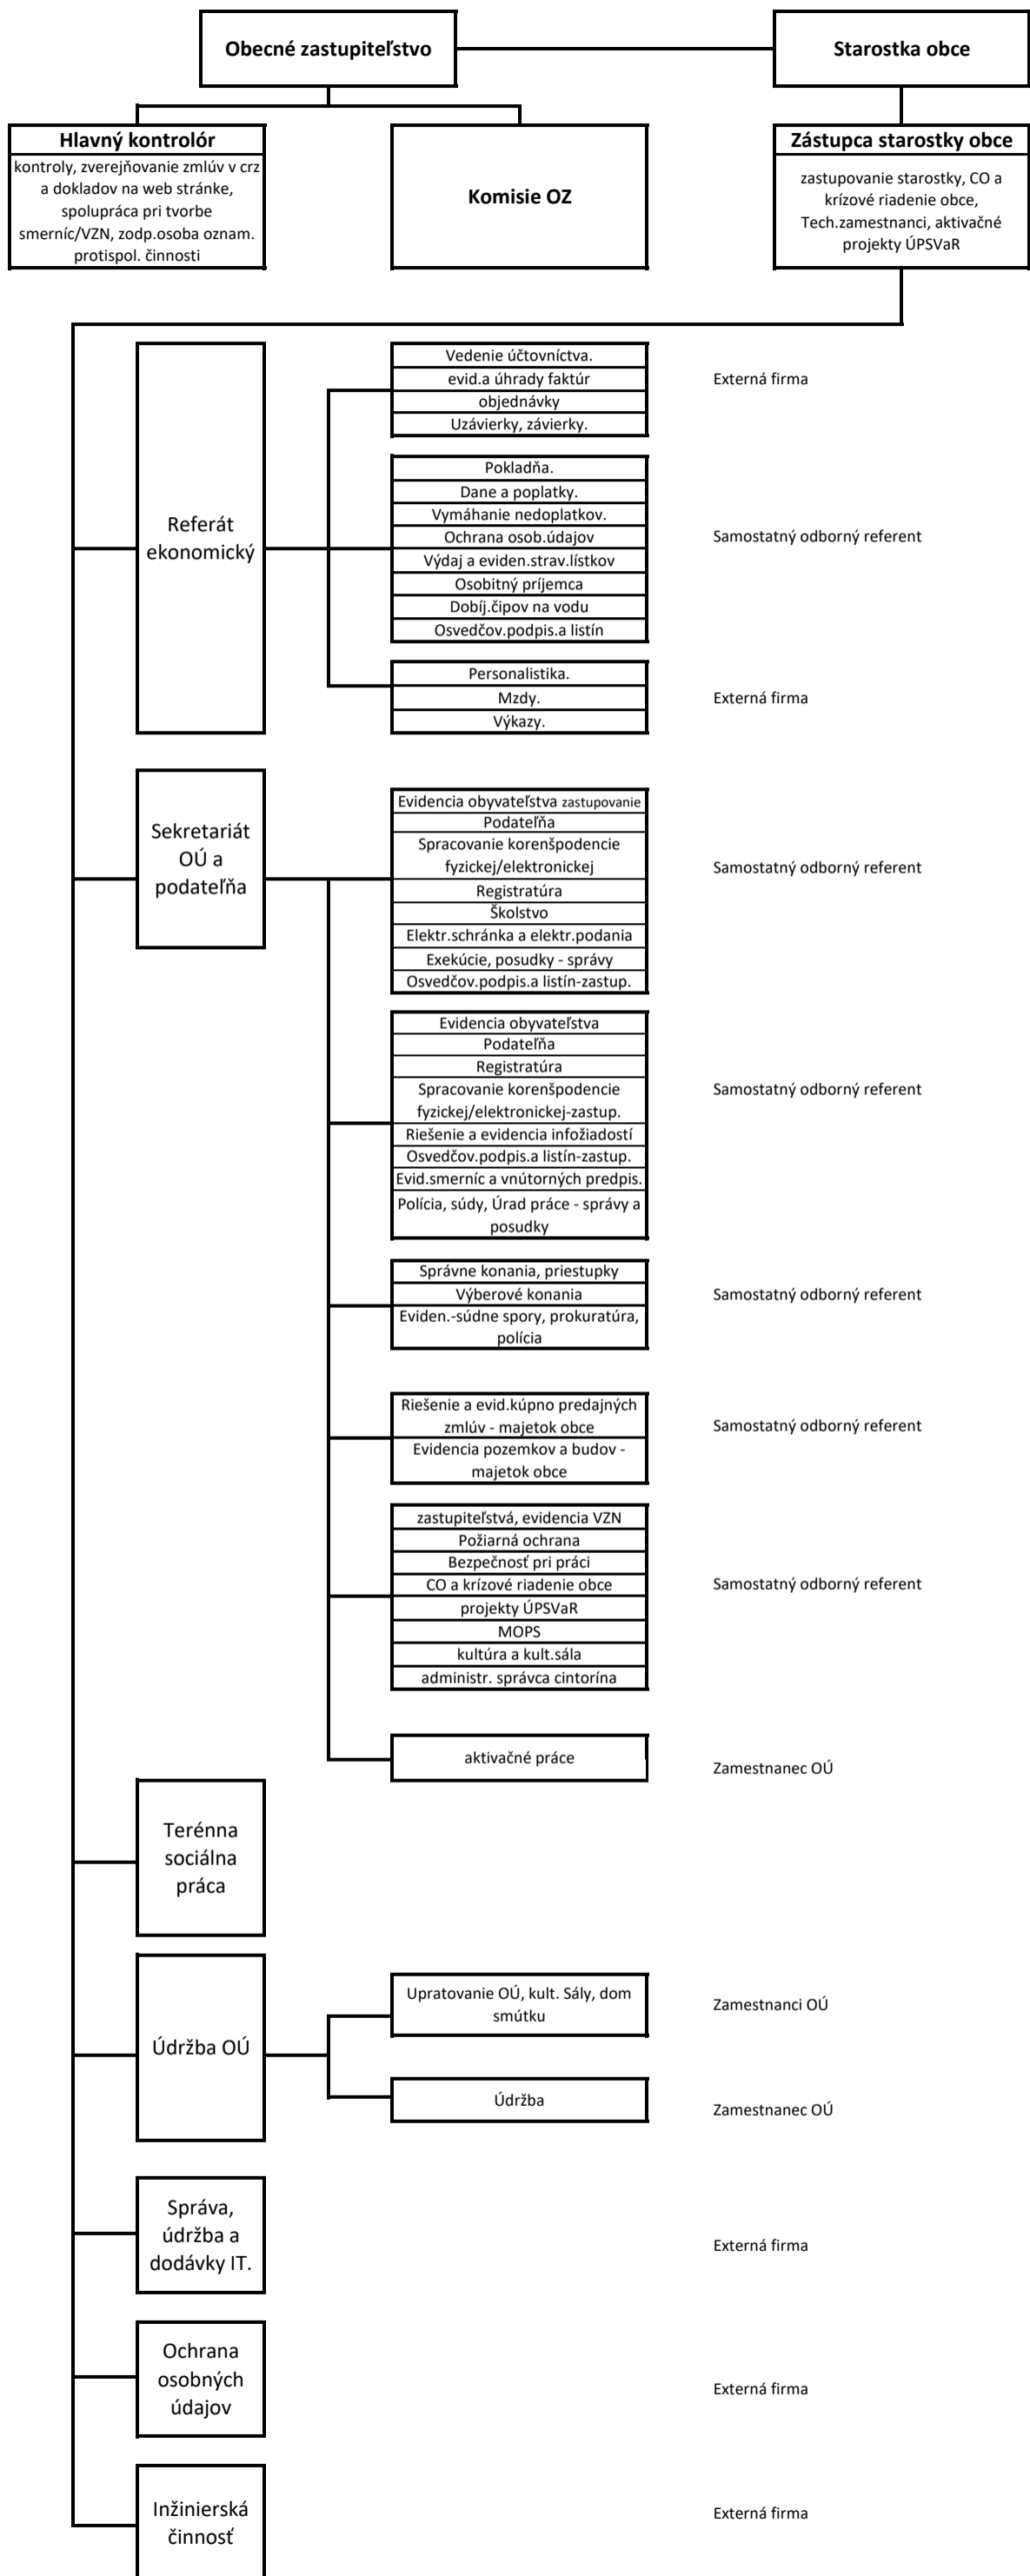 Obecné zastupiteľstvo
Starostka obce
Hlavný kontrolór
kontroly, zverejňovanie zmlúv v crz
a dokladov na web stránke,
spolupráca pri tvorbe
smerníc/VZN, zodp.osoba oznam.
protispol. činnosti
Komisie OZ
Zástupca starostky obce
zastupovanie starostky, CO a
krízové riadenie obce,
Tech.zamestnanci, aktivačné
projekty ÚPSVaR
Referát
ekonomický
Vedenie účtovníctva.
evid.a úhrady faktúr
objednávky
Uzávierky, závierky.
Externá firma
Pokladňa.
Dane a poplatky.
Vymáhanie nedoplatkov.
Ochrana osob.údajov
Výdaj a eviden.strav.lístkov
Osobitný príjemca
Dobíj.čipov na vodu
Osvedčov.podpis.a listín
Samostatný odborný referent
Personalistika.
Mzdy.
Výkazy.
Externá firma
Sekretariát
OÚ a
podateľňa
Evidencia obyvateľstva zastupovanie
Podateľňa
Spracovanie korenšpodencie
fyzickej/elektronickej
Registratúra
Školstvo
Elektr.schránka a elektr.podania
Exekúcie, posudky - správy
Osvedčov.podpis.a listín-zastup.
Samostatný odborný referent
Evidencia obyvateľstva
Podateľňa
Registratúra
Spracovanie korenšpodencie
fyzickej/elektronickej-zastup.
Riešenie a evidencia infožiadostí
Osvedčov.podpis.a listín-zastup.
Evid.smerníc a vnútorných predpis.
Polícia, súdy, Úrad práce - správy a
posudky
Samostatný odborný referent
Správne konania, priestupky
Výberové konania
Eviden.-súdne spory, prokuratúra,
polícia
Samostatný odborný referent
Riešenie a evid.kúpno predajných
zmlúv - majetok obce
Evidencia pozemkov a budov -
majetok obce
Samostatný odborný referent
zastupiteľstvá, evidencia VZN
Požiarná ochrana
Bezpečnosť pri práci
CO a krízové riadenie obce
projekty ÚPSVaR
MOPS
kultúra a kult.sála
administr. správca cintorína
Samostatný odborný referent
aktivačné práce
Zamestnanec OÚ
Terénna
sociálna
práca
Údržba OÚ
Upratovanie OÚ, kult. Sály, dom
smútku
Zamestnanci OÚ
Údržba
Zamestnanec OÚ
Správa,
údržba a
dodávky IT.
Externá firma
Ochrana
osobných
údajov
Externá firma
Inžinierská
činnosť
Externá firma